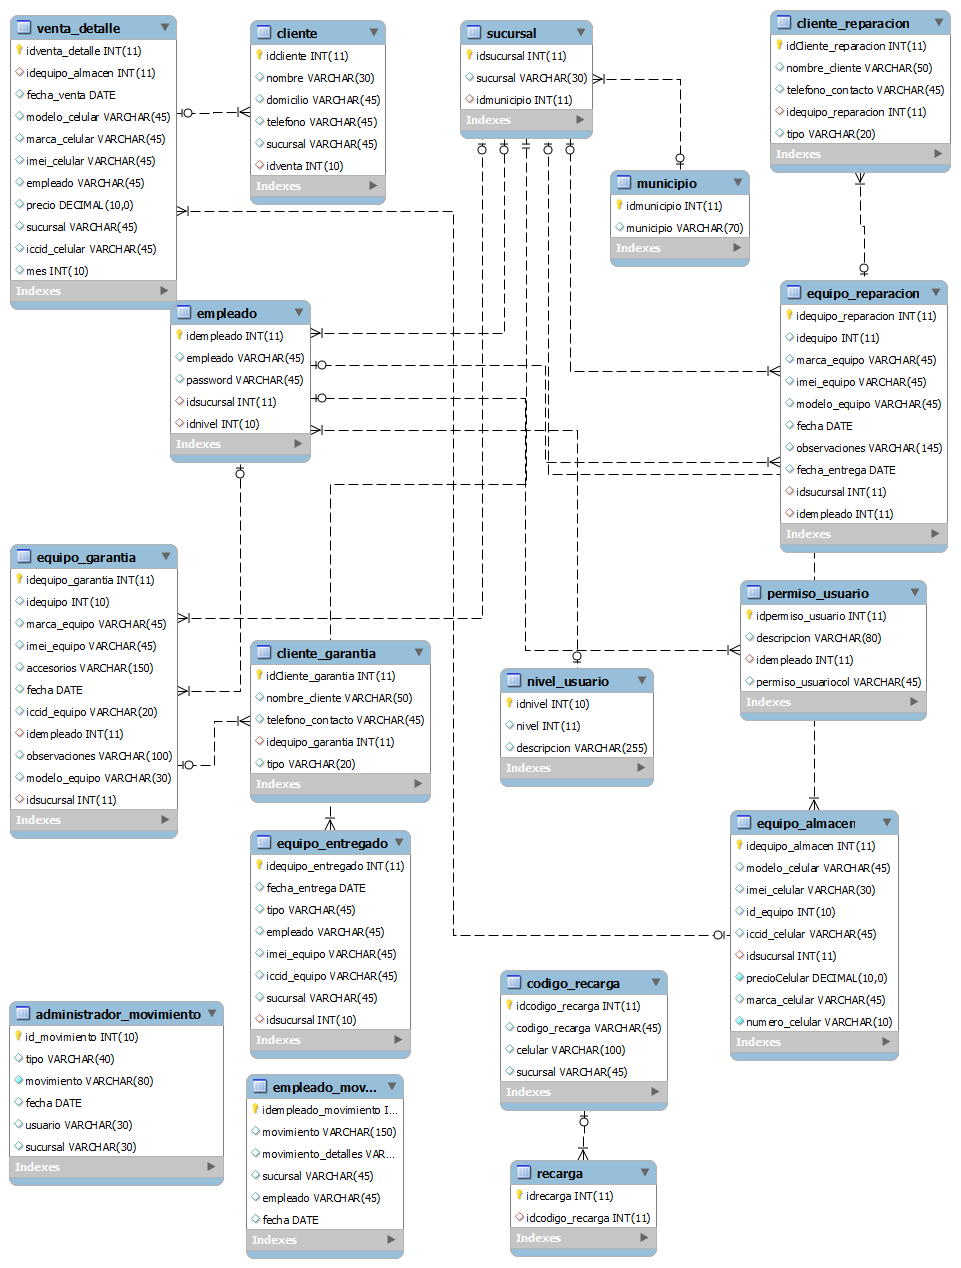 venta_detalle
idventa_detalle INT(11)
idequipo_almacen INT(11)
fecha_venta DATE
modelo_celular VARCHAR(45)
marca_celular VARCHAR(45)
imei_celular VARCHAR(45)
empleado VARCHAR(45)
precio DECIMAL(10,0)
sucursal VARCHAR(45)
iccid_celular VARCHAR(45)
mes INT(10)
Indexes
cliente
idcliente INT(11)
nombre VARCHAR(30)
domicilio VARCHAR(45)
telefono VARCHAR(45)
sucursal VARCHAR(45)
idventa INT(10)
Indexes
sucursal
idsucursal INT(11)
sucursal VARCHAR(30)
idmunicipio INT(11)
Indexes
cliente_reparacion
idCliente_reparacion INT(11)
nombre_cliente VARCHAR(50)
telefono_contacto VARCHAR(45)
idequipo_reparacion INT(11)
tipo VARCHAR(20)
Indexes
municipio
idmunicipio INT(11)
municipio VARCHAR(70)
Indexes
empleado
idempleado INT(11)
empleado VARCHAR(45)
password VARCHAR(45)
idsucursal INT(11)
idnivel INT(10)
Indexes
equipo_reparacion
idequipo_reparacion INT(11)
idequipo INT(11)
marca_equipo VARCHAR(45)
imei_equipo VARCHAR(45)
modelo_equipo VARCHAR(45)
fecha DATE
observaciones VARCHAR(145)
fecha_entrega DATE
idsucursal INT(11)
idempleado INT(11)
Indexes
equipo_garantia
idequipo_garantia INT(11)
idequipo INT(10)
marca_equipo VARCHAR(45)
imei_equipo VARCHAR(45)
accesorios VARCHAR(150)
fecha DATE
iccid_equipo VARCHAR(20)
idempleado INT(11)
observaciones VARCHAR(100)
modelo_equipo VARCHAR(30)
idsucursal INT(11)
Indexes
cliente_garantia
idCliente_garantia INT(11)
nombre_cliente VARCHAR(50)
telefono_contacto VARCHAR(45)
idequipo_garantia INT(11)
tipo VARCHAR(20)
Indexes
nivel_usuario
idnivel INT(10)
nivel INT(11)
descripcion VARCHAR(255)
Indexes
permiso_usuario
idpermiso_usuario INT(11)
descripcion VARCHAR(80)
idempleado INT(11)
permiso_usuariocol VARCHAR(45)
Indexes
equipo_entregado
idequipo_entregado INT(11)
fecha_entrega DATE
tipo VARCHAR(45)
empleado VARCHAR(45)
imei_equipo VARCHAR(45)
iccid_equipo VARCHAR(45)
sucursal VARCHAR(45)
idsucursal INT(10)
Indexes
equipo_almacen
idequipo_almacen INT(11)
modelo_celular VARCHAR(45)
imei_celular VARCHAR(30)
id_equipo INT(10)
iccid_celular VARCHAR(45)
idsucursal INT(11)
precioCelular DECIMAL(10,0)
marca_celular VARCHAR(45)
numero_celular VARCHAR(10)
Indexes
administrador_movimiento
id_movimiento INT(10)
tipo VARCHAR(40)
movimiento VARCHAR(80)
fecha DATE
usuario VARCHAR(30)
sucursal VARCHAR(30)
Indexes
empleado_mov...
idempleado_movimiento I...
movimiento VARCHAR(150)
movimiento_detalles VAR...
sucursal VARCHAR(45)
empleado VARCHAR(45)
fecha DATE
Indexes
codigo_recarga
idcodigo_recarga INT(11)
codigo_recarga VARCHAR(45)
celular VARCHAR(100)
sucursal VARCHAR(45)
Indexes
recarga
idrecarga INT(11)
idcodigo_recarga INT(11)
Indexes